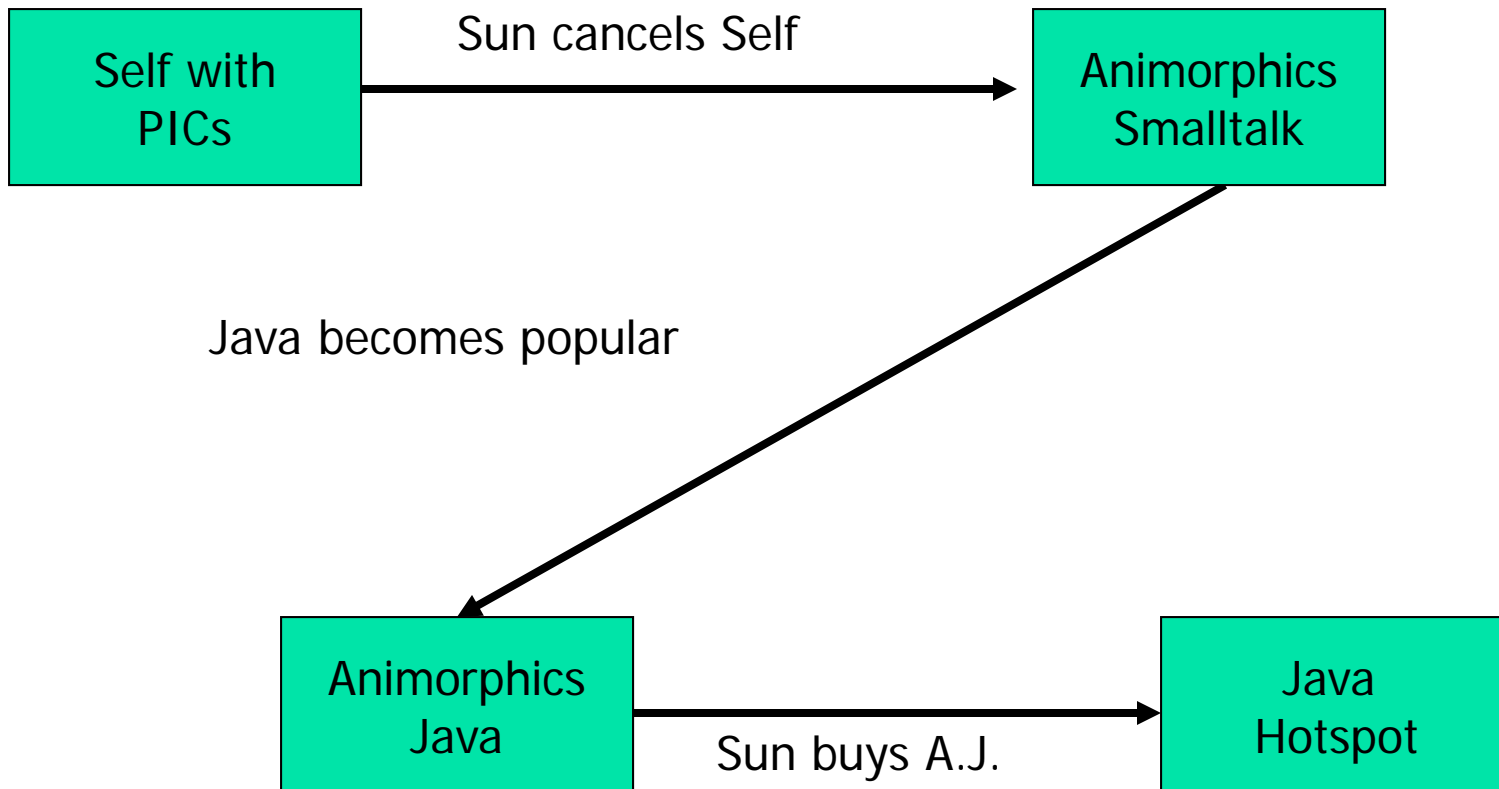 Sun cancels Self
Self with
PICs
Animorphics
Smalltalk
Java becomes popular
Animorphics
Java
Sun buys A.J.
Java
Hotspot